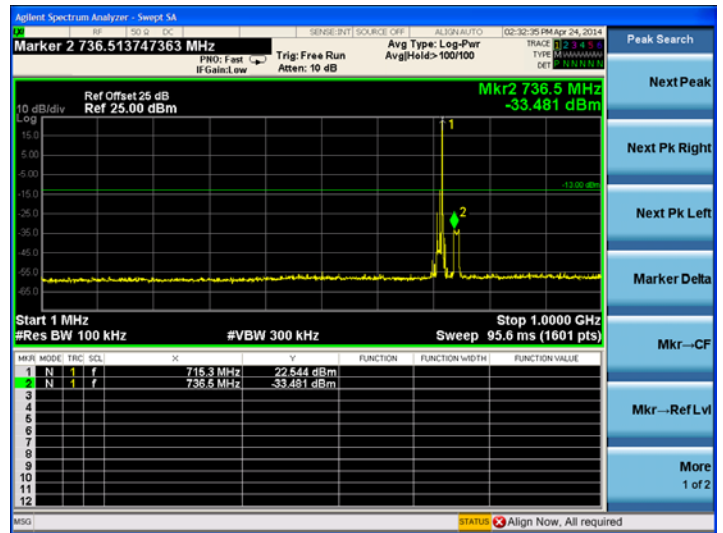 Agilent Spectrum Analyzer - Swept SA
RF 50 Ω DC SENSE:INT SOURCE OFF ALIGN AUTO 02:32:35 PM Apr 24, 2014
Marker 2 736.513747363 MHz
PNO: Fast
IFGain:Low
Trig: Free Run
Atten: 10 dB
Avg Type: Log-Pwr
Avg|Hold:>100/100
TRACE 1 2 3 4 5 6
TYPE M
DET P N N N N N
Peak Search
Next Peak
Next Pk Right
Next Pk Left
Marker Delta
Mkr→CF
Mkr→Ref Lvl
More
1 of 2
Ref Offset 25 dB
Ref 25.00 dBm
10 dB/div
Log
Mkr2 736.5 MHz
-33.481 dBm
15.0
5.00
-5.00
-15.0
-25.0
-35.0
-45.0
-55.0
-65.0
1
-13.00 dBm
2
Start 1 MHz Stop 1.0000 GHz
#Res BW 100 kHz #VBW 300 kHz Sweep 95.6 ms (1601 pts)
MKR MODE TRC SCL X Y FUNCTION FUNCTION WIDTH FUNCTION VALUE
1 N 1 f 715.3 MHz 22.544 dBm
2 N 1 f 736.5 MHz -33.481 dBm
3
4
5
6
7
8
9
10
11
12
MSG STATUS Align Now, All required